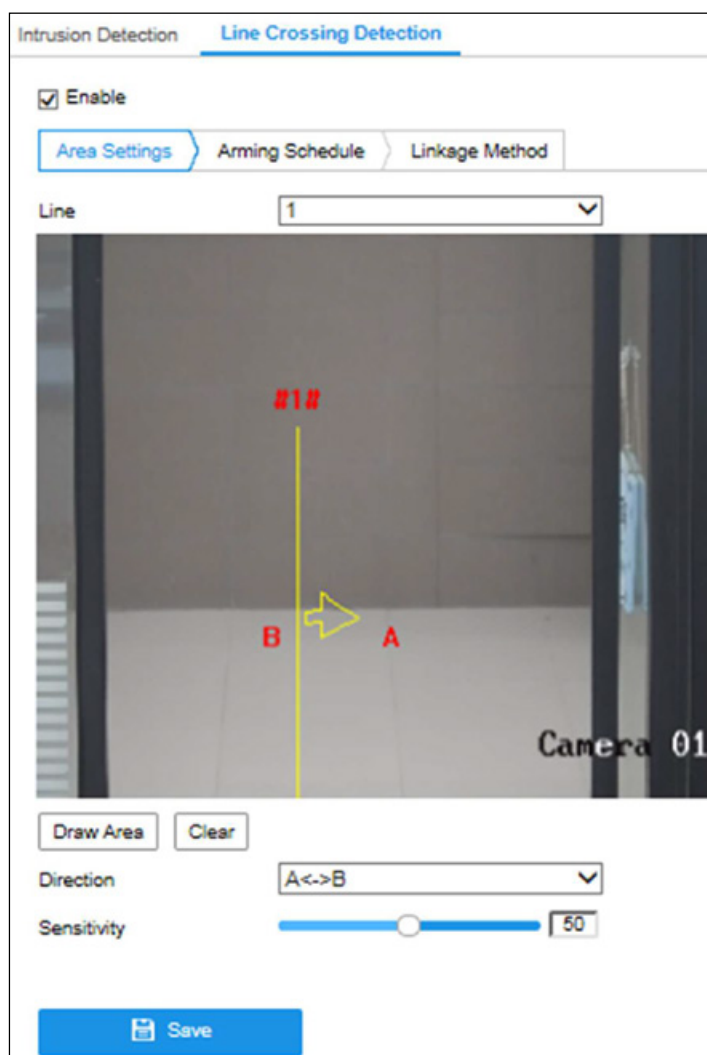 Intrusion Detection Line Crossing Detection
Enable
Area Settings Arming Schedule Linkage Method
Line 1
#1#
B A
Camera 01
Draw Area Clear
Direction A<->B
Sensitivity 50
Save